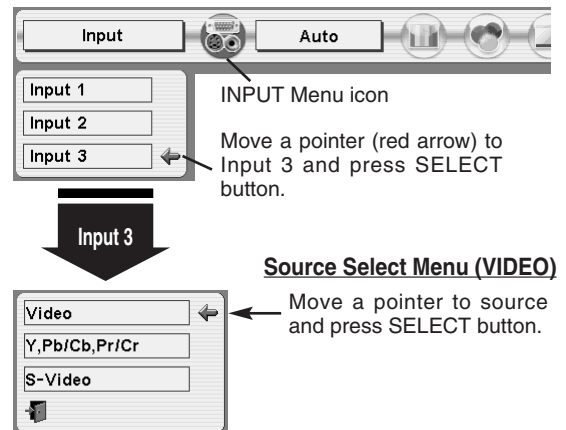 Input
Auto
Input 1
Input 2
Input 3
INPUT Menu icon
Move a pointer (red arrow) to
Input 3 and press SELECT
button.
Input 3
Source Select Menu (VIDEO)
Video
Y,Pb/Cb,Pr/Cr
S-Video
Move a pointer to source
and press SELECT button.